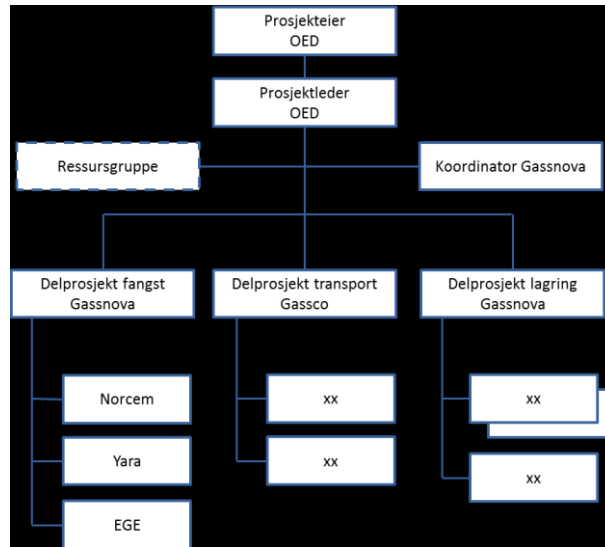 Prosjekteier
OED
Prosjektleder
OED
Ressursgruppe
Koordinator Gassnova
Delprosjekt fangst
Gassnova
Delprosjekt transport
Gassco
Delprosjekt lagring
Gassnova
Norcem
xx
xx
Yara
xx
xx
EGE